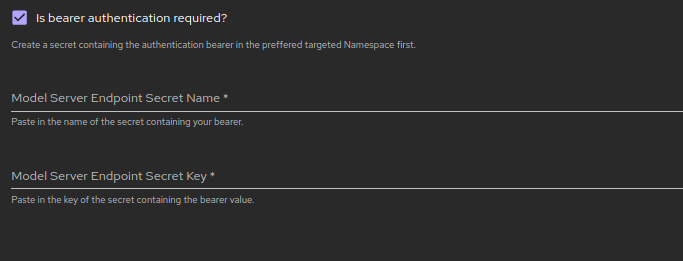 Is bearer authentication required?
Create a secret containing the authentication bearer in the preffered targeted Namespace first.
Model Server Endpoint Secret Name *
Paste in the name of the secret containing your bearer.
Model Server Endpoint Secret Key *
Paste in the key of the secret containing the bearer value.